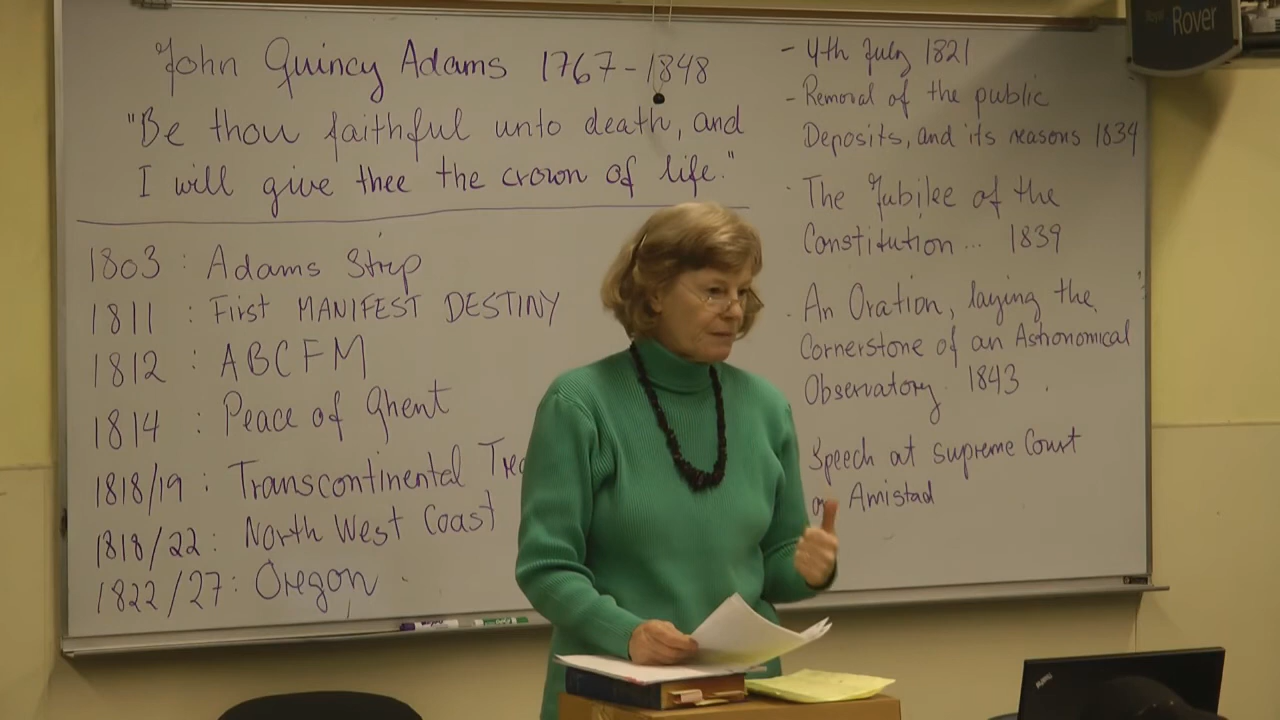 John Quincy Adams 1767-1848
"Be thou faithful unto death, and
I will give thee the crown of life."
1803 : Adams Strip
1811 : First MANIFEST DESTINY
1812 : ABCFM
1814 : Peace of Ghent
1818/19 : Transcontinental
1818/22 : North West Coast
1822/27 : Oregon
- 4th July 1821
- Removal of the public
Deposits, and its reasons 1834
The Jubilee of the
Constitution... 1839
An Oration, laying the
Cornerstone of an Astronomical
Observatory. 1843
Speech at supreme Court
on Amistad
Rover